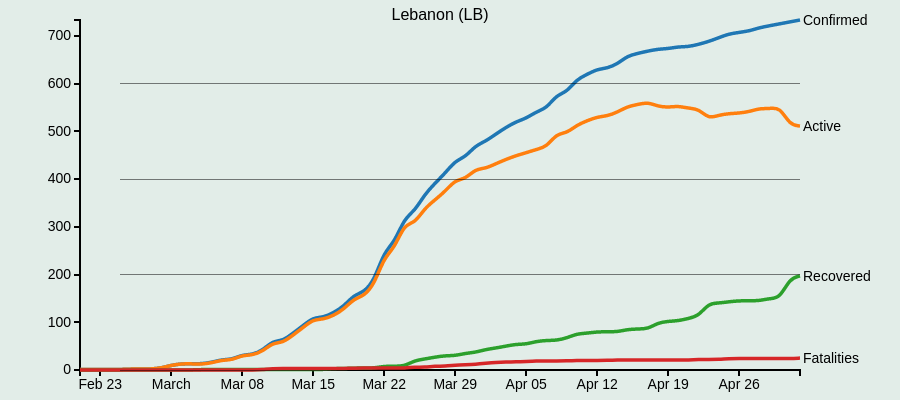 Lebanon (LB)
Confirmed
700
600
500
Active
400
300
200
Recovered
100
Fatalities
0
Feb 23 March Mar 08 Mar 15 Mar 22 Mar 29 Apr 05 Apr 12 Apr 19 Apr 26